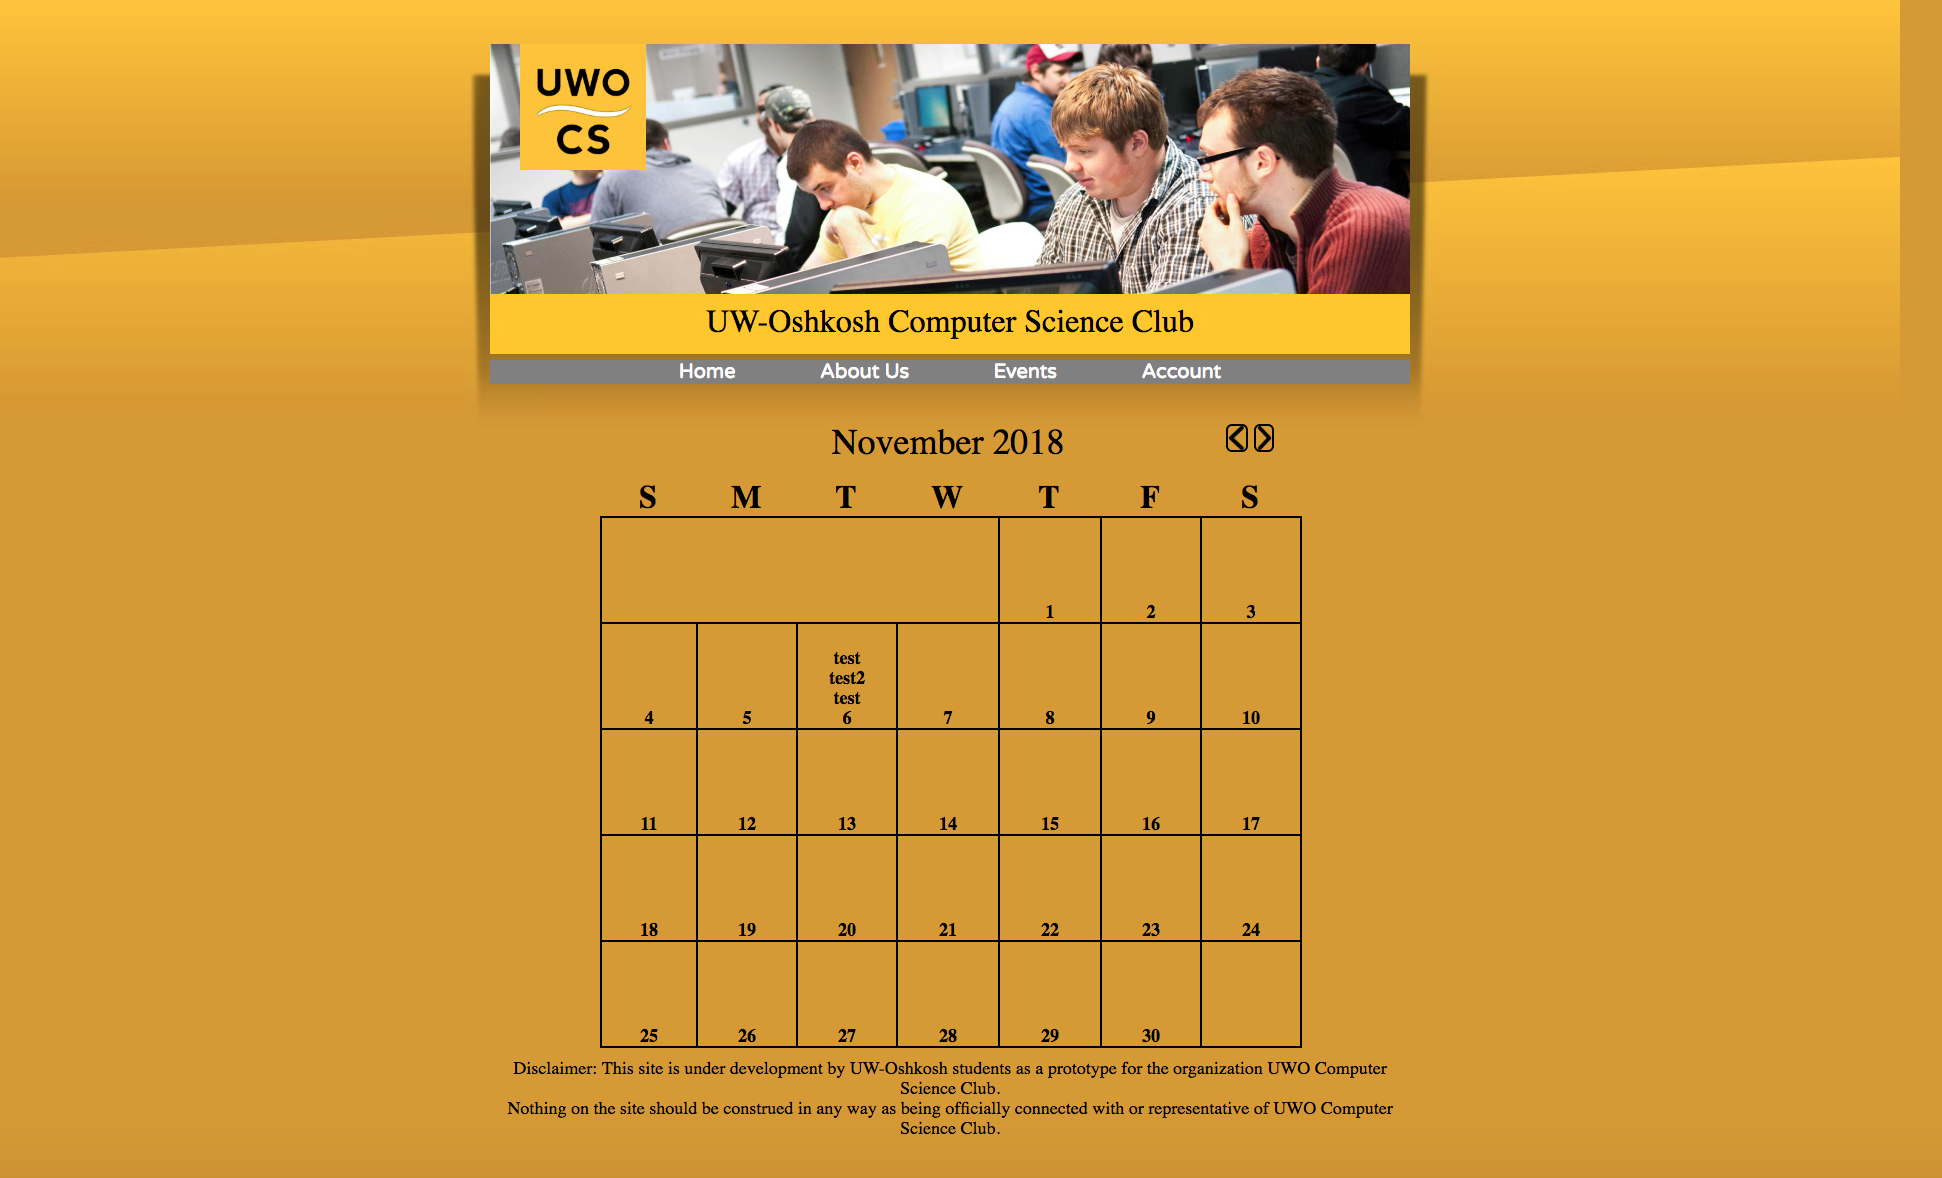 UWO
CS
UW-Oshkosh Computer Science Club
Home About Us Events Account
November 2018
S M T W T F S
1 2 3
test
test2
test
4 5 6 7 8 9 10
11 12 13 14 15 16 17
18 19 20 21 22 23 24
25 26 27 28 29 30
Disclaimer: This site is under development by UW-Oshkosh students as a prototype for the organization UWO Computer
Science Club.
Nothing on the site should be construed in any way as being officially connected with or representative of UWO Computer
Science Club.